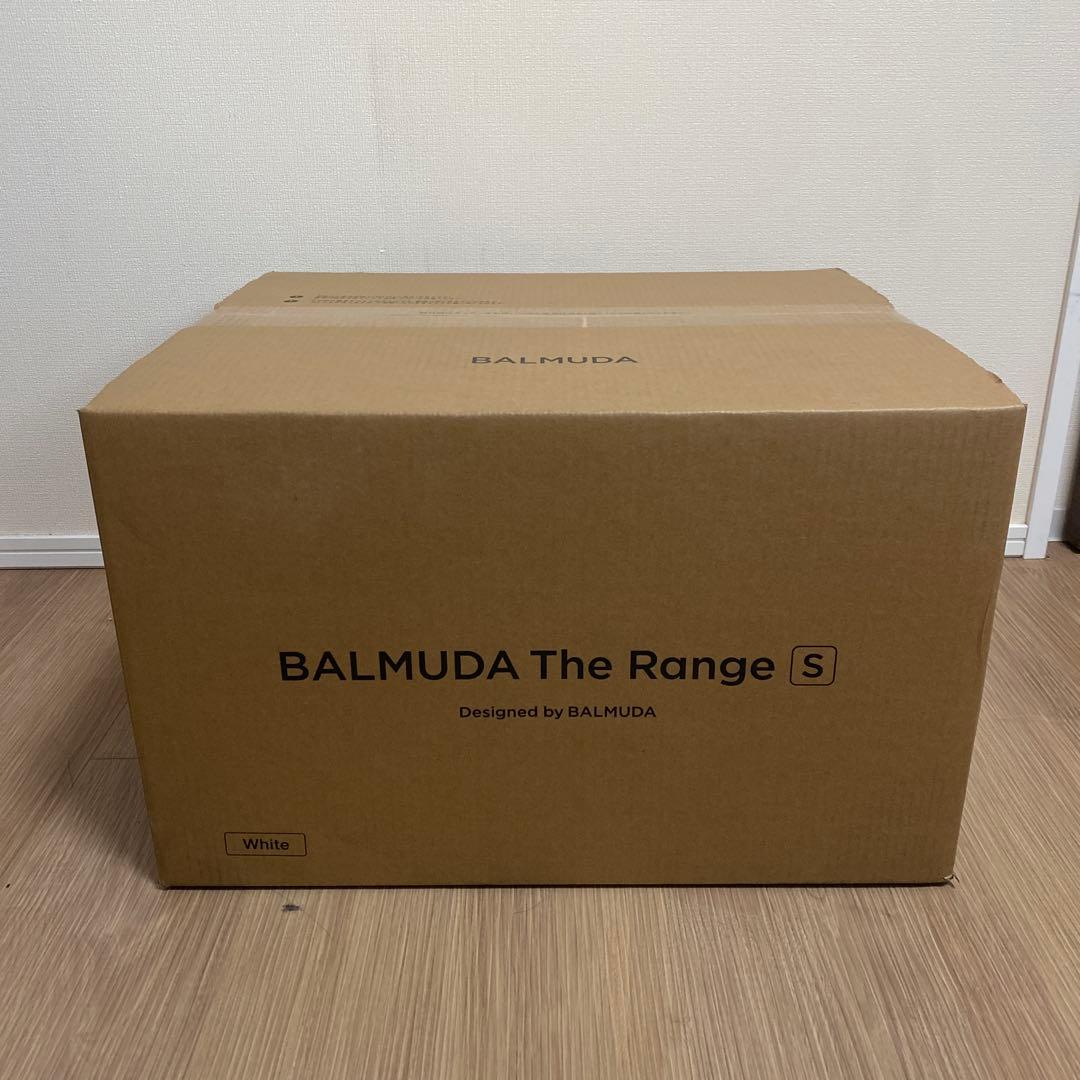 BALMUDA
BALMUDA The Range S
Designed by BALMUDA
White